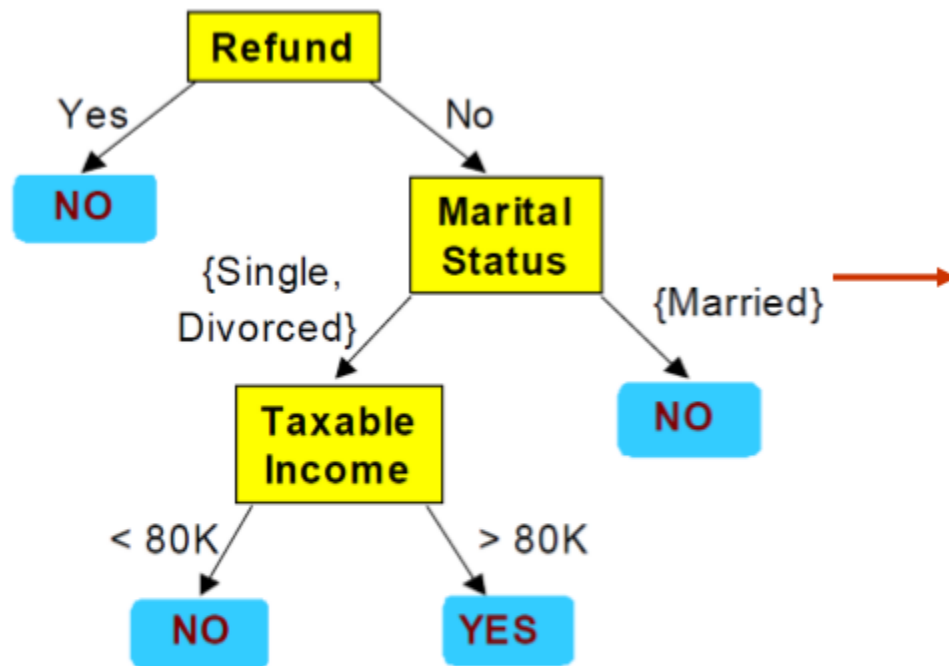 Refund
Yes
No
NO
Marital
Status
{Single,
Divorced}
{Married}
Taxable
Income
NO
< 80K
> 80K
NO
YES